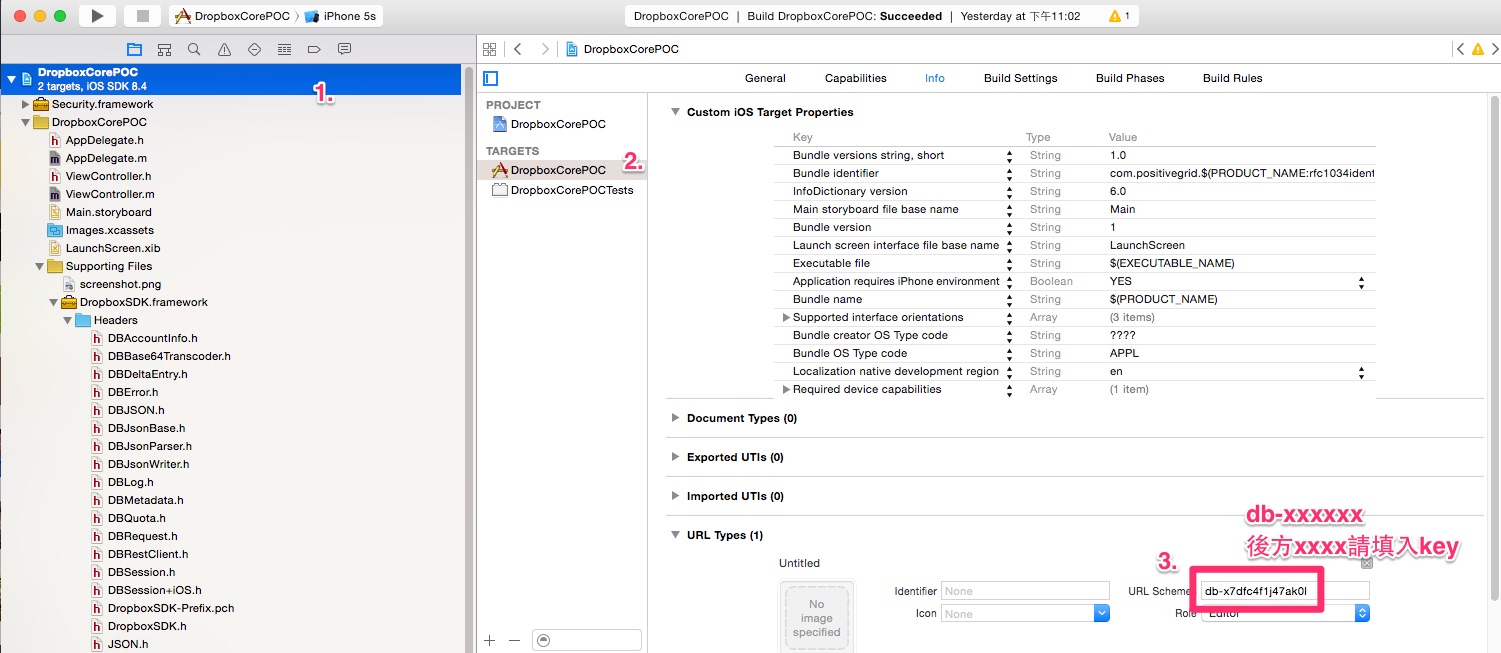 DropboxCorePOC
iPhone 5s
DropboxCorePOC | Build DropboxCorePOC: Succeeded | Yesterday at 下午11:02
1
DropboxCorePOC
DropboxCorePOC
2 targets, iOS SDK 8.4
1.
Security.framework
DropboxCorePOC
AppDelegate.h
AppDelegate.m
ViewController.h
ViewController.m
Main.storyboard
Images.xcassets
LaunchScreen.xib
Supporting Files
screenshot.png
DropboxSDK.framework
Headers
DBAccountInfo.h
DBBase64Transcoder.h
DBDeltaEntry.h
DBError.h
DBJSON.h
DBJsonBase.h
DBJsonParser.h
DBJsonWriter.h
DBLog.h
DBMetadata.h
DBQuota.h
DBRequest.h
DBRestClient.h
DBSession.h
DBSession+iOS.h
DropboxSDK-Prefix.pch
DropboxSDK.h
JSON.h
PROJECT
DropboxCorePOC
TARGETS
DropboxCorePOC
2.
DropboxCorePOCTests
General Capabilities Info Build Settings Build Phases Build Rules
Custom iOS Target Properties
Key Type Value
Bundle versions string, short String 1.0
Bundle identifier String com.positivegrid.$(PRODUCT_NAME:rfc1034ident
InfoDictionary version String 6.0
Main storyboard file base name String Main
Bundle version String 1
Launch screen interface file base name String LaunchScreen
Executable file String $(EXECUTABLE_NAME)
Application requires iPhone environment Boolean YES
Bundle name String $(PRODUCT_NAME)
Supported interface orientations Array (3 items)
Bundle creator OS Type code String ????
Bundle OS Type code String APPL
Localization native development region String en
Required device capabilities Array (1 item)
Document Types (0)
Exported UTIs (0)
Imported UTIs (0)
URL Types (1)
db-xxxxxx
後方xxxx請填入key
3.
Untitled
No
image
specified
Identifier None
URL Scheme db-x7dfc4f1j47ak0l
Icon None
Role Editor